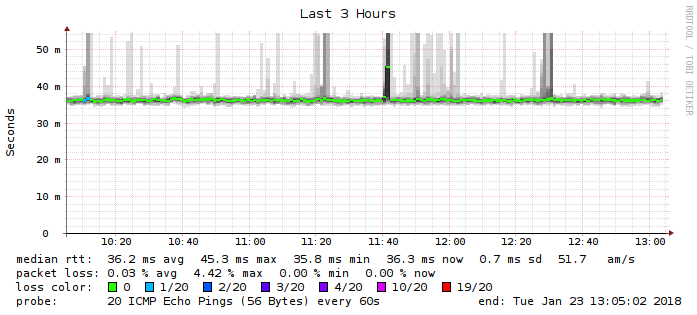 Last 3 Hours
RRDTOOL / TOBI OETIKER
Seconds
50 m
40 m
30 m
20 m
10 m
0
10:20 10:40 11:00 11:20 11:40 12:00 12:20 12:40 13:00
median rtt: 36.2 ms avg 45.3 ms max 35.8 ms min 36.3 ms now 0.7 ms sd 51.7 am/s
packet loss: 0.03 % avg 4.42 % max 0.00 % min 0.00 % now
loss color: 0 1/20 2/20 3/20 4/20 10/20 19/20
probe: 20 ICMP Echo Pings (56 Bytes) every 60s end: Tue Jan 23 13:05:02 2018